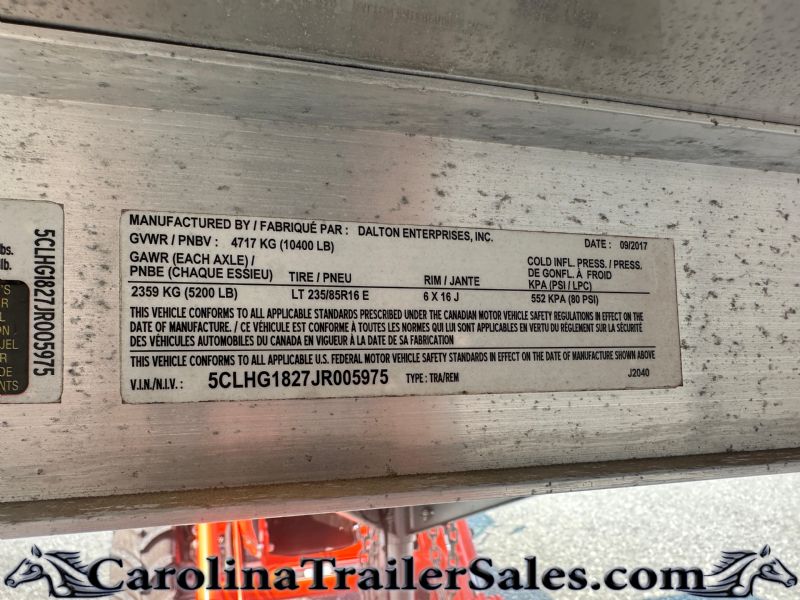 MANUFACTURED BY / FABRIQUÉ PAR : DALTON ENTERPRISES, INC.
GVWR / PNBV : 4717 KG (10400 LB) DATE : 09/2017
GAWR (EACH AXLE) / PNBE (CHAQUE ESSIEU) TIRE / PNEU RIM / JANTE COLD INFL. PRESS. / PRESS. DE GONFL. À FROID KPA (PSI / LPC)
2359 KG (5200 LB) LT 235/85R16 E 6 X 16 J 552 KPA (80 PSI)
THIS VEHICLE CONFORMS TO ALL APPLICABLE STANDARDS PRESCRIBED UNDER THE CANADIAN MOTOR VEHICLE SAFETY REGULATIONS IN EFFECT ON THE
DATE OF MANUFACTURE. / CE VÉHICULE EST CONFORME À TOUTES LES NORMES QUI LUI SONT APPLICABLES EN VERTU DU RÈGLEMENT SUR LA SÉCURITÉ
DES VÉHICULES AUTOMOBILES DU CANADA EN VIGUEUR À LA DATE DE SA FABRICATION
THIS VEHICLE CONFORMS TO ALL APPLICABLE U.S. FEDERAL MOTOR VEHICLE SAFETY STANDARDS IN EFFECT ON THE DATE OF MANUFACTURE SHOWN ABOVE
V.I.N./N.I.V.: 5CLHG1827JR005975 TYPE : TRA/REM J2040
5CLHG1827JR005975
lbs.
lb.
CarolinaTrailerSales.com